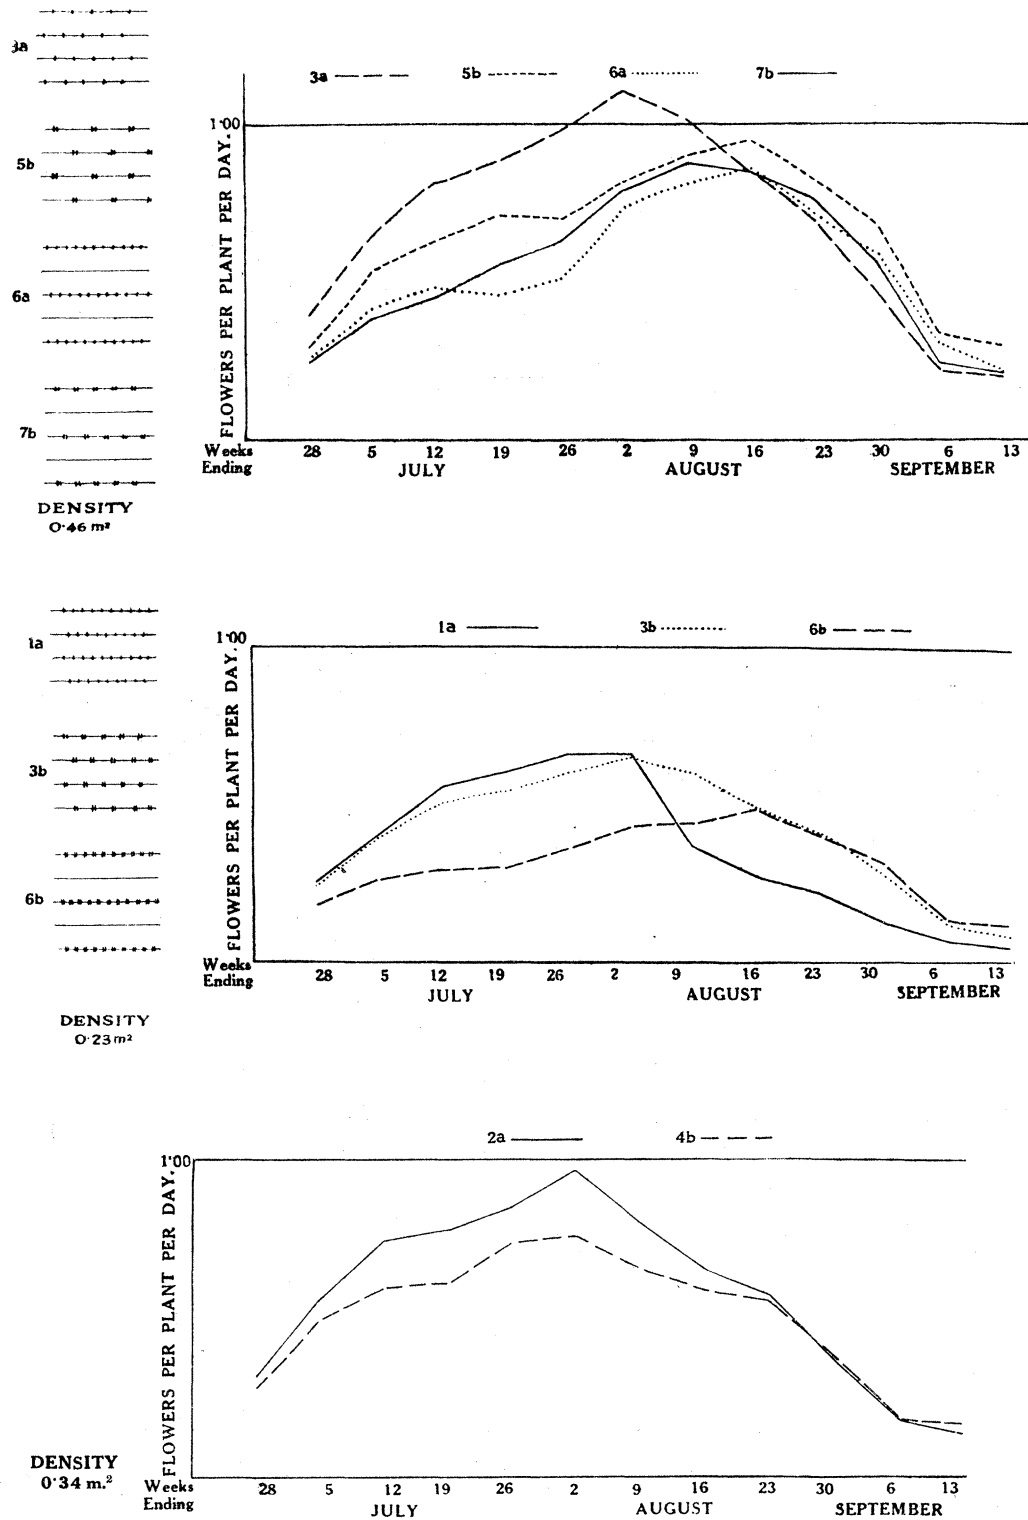 3a
5b
6a
7b
DENSITY
0·46 m²
3a 5b 6a 7b
1·00
FLOWERS PER PLANT PER DAY.
Weeks
Ending
28 5 12 19 26 2 9 16 23 30 6 13
JULY AUGUST SEPTEMBER
1a
3b
6b
DENSITY
0·23 m²
1a 3b 6b
1·00
FLOWERS PER PLANT PER DAY.
Weeks
Ending
28 5 12 19 26 2 9 16 23 30 6 13
JULY AUGUST SEPTEMBER
2a 4b
1·00
FLOWERS PER PLANT PER DAY.
DENSITY
0·34 m.²
Weeks
Ending
28 5 12 19 26 2 9 16 23 30 6 13
JULY AUGUST SEPTEMBER